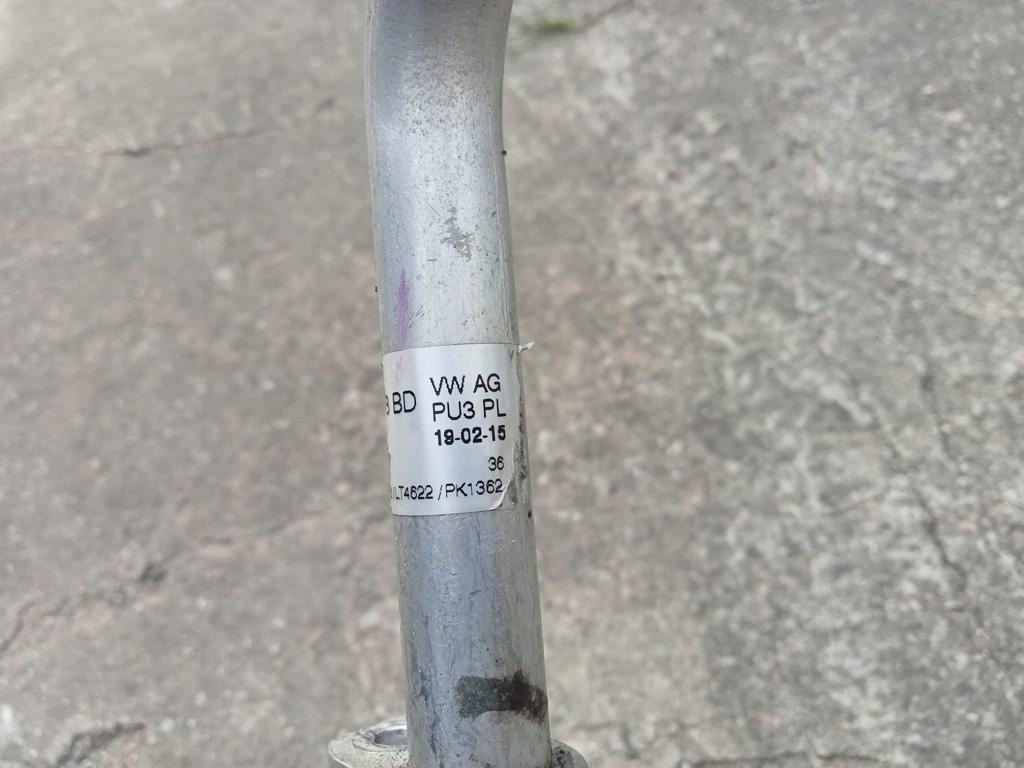 BD VW AG
PU3 PL
19-02-15
36
/LT4622 /PK1362